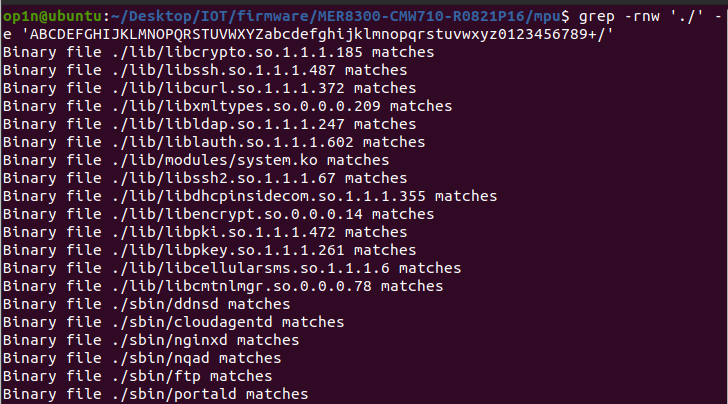 op1n@ubuntu:~/Desktop/IOT/firmware/MER8300-CMW710-R0821P16/mpu$ grep -rnw './' -
e 'ABCDEFGHIJKLMNOPQRSTUVWXYZabcdefghijklmnopqrstuvwxyz0123456789+/'
Binary file ./lib/libcrypto.so.1.1.1.185 matches
Binary file ./lib/libssh.so.1.1.1.487 matches
Binary file ./lib/libcurl.so.1.1.1.372 matches
Binary file ./lib/libxmltypes.so.0.0.0.209 matches
Binary file ./lib/libldap.so.1.1.1.247 matches
Binary file ./lib/liblauth.so.1.1.1.602 matches
Binary file ./lib/modules/system.ko matches
Binary file ./lib/libssh2.so.1.1.1.67 matches
Binary file ./lib/libdhcpinsidecom.so.1.1.1.355 matches
Binary file ./lib/libencrypt.so.0.0.0.14 matches
Binary file ./lib/libpki.so.1.1.1.472 matches
Binary file ./lib/libpkey.so.1.1.1.261 matches
Binary file ./lib/libcellularsms.so.1.1.1.6 matches
Binary file ./lib/libcmtnlmgr.so.0.0.0.78 matches
Binary file ./sbin/ddnsd matches
Binary file ./sbin/cloudagentd matches
Binary file ./sbin/nginxd matches
Binary file ./sbin/nqad matches
Binary file ./sbin/ftp matches
Binary file ./sbin/portald matches